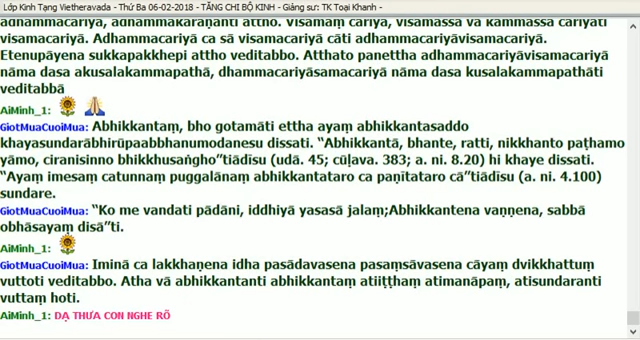 Lớp Kinh Tạng Vietheravada - Thứ Ba 06-02-2018 - TĂNG CHI BỘ KINH - Giảng sư: TK Toại Khanh -
adhammacariyā, adhammakaraṇanti attho. Visamaṃ cariyā, visamassa vā kammassa cariyāti
visamacariyā. Adhammacariyā ca sā visamacariyā cāti adhammacariyāvisamacariyā.
Etenupāyena sukkapakkhepi attho veditabbo. Atthato panettha adhammacariyāvisamacariyā
nāma dasa akusalakammapathā, dhammacariyāsamacariyā nāma dasa kusalakammapathāti
veditabbā
AiMinh_1:
GiotMuaCuoiMua: Abhikkantaṃ, bho gotamāti ettha ayaṃ abhikkantasaddo
khayasundarābhirūpaabbhanumodanesu dissati. “Abhikkantā, bhante, ratti, nikkhanto paṭhamo
yāmo, ciranisinno bhikkhusaṅgho”tiādīsu (udā. 45; cūḷava. 383; a. ni. 8.20) hi khaye dissati.
“Ayaṃ imesaṃ catunnaṃ puggalānaṃ abhikkantataro ca paṇītataro cā”tiādīsu (a. ni. 4.100)
sundare.
GiotMuaCuoiMua: “Ko me vandati pādāni, iddhiyā yasasā jalaṃ;Abhikkantena vaṇṇena, sabbā
obhāsayaṃ disā”ti.
AiMinh_1:
GiotMuaCuoiMua: Iminā ca lakkhaṇena idha pasādavasena pasaṃsāvasena cāyaṃ dvikkhattuṃ
vuttoti veditabbo. Atha vā abhikkantanti abhikkantaṃ atiiṭṭhaṃ atimanāpaṃ, atisundaranti
vuttaṃ hoti.
AiMinh_1: DẠ THƯA CON NGHE RÕ